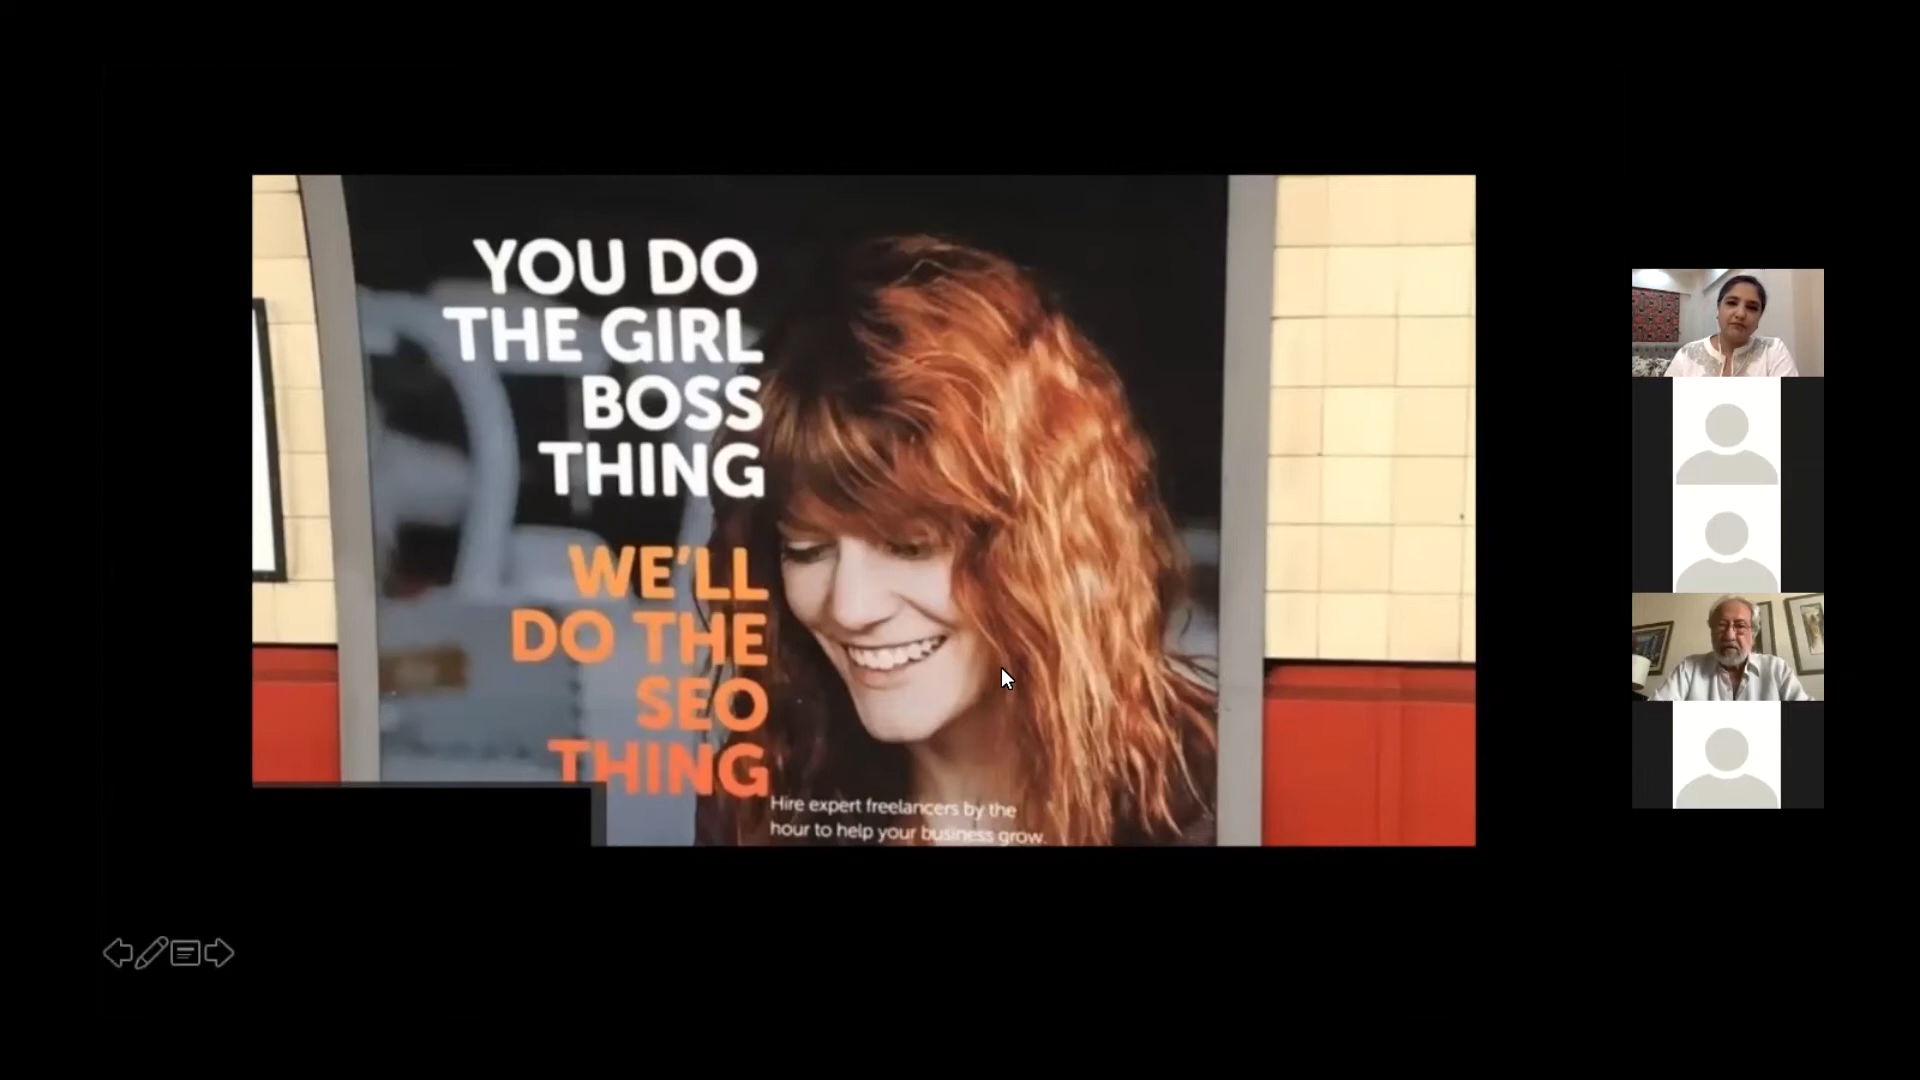 YOU DO
THE GIRL
BOSS
THING
WE'LL
DO THE
SEO
THING
Hire expert freelancers by the
hour to help your business grow.